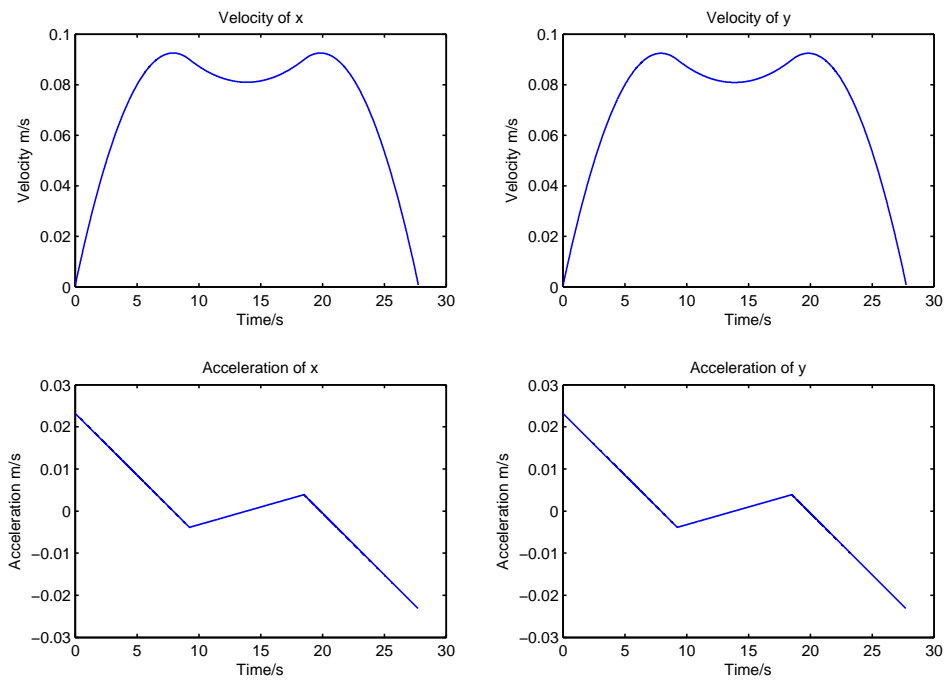 Velocity of x
0.1
0.08
0.06
0.04
0.02
0
Velocity m/s
0 5 10 15 20 25 30
Time/s
Velocity of y
0.1
0.08
0.06
0.04
0.02
0
Velocity m/s
0 5 10 15 20 25 30
Time/s
Acceleration of x
0.03
0.02
0.01
0
−0.01
−0.02
−0.03
Acceleration m/s
0 5 10 15 20 25 30
Time/s
Acceleration of y
0.03
0.02
0.01
0
−0.01
−0.02
−0.03
Acceleration m/s
0 5 10 15 20 25 30
Time/s